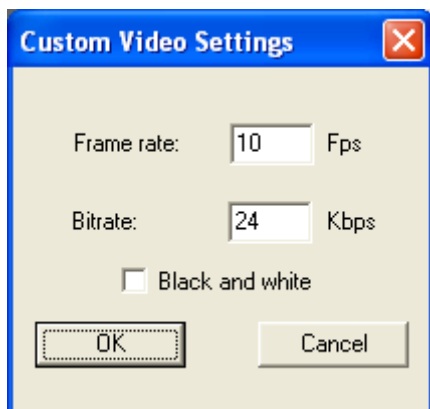 Custom Video Settings
Frame rate: 10 Fps
Bitrate: 24 Kbps
Black and white
OK Cancel